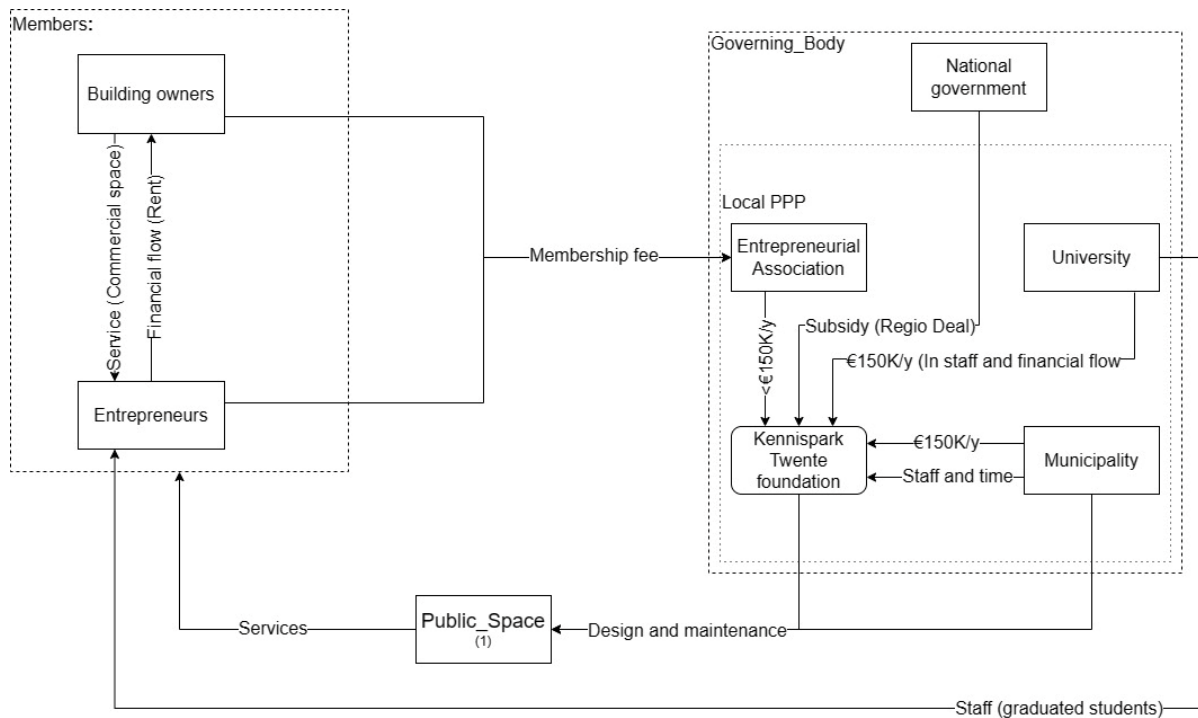 Members:
Building owners
Service (Commercial space)
Financial flow (Rent)
Entrepreneurs
Membership fee
Governing_Body
National
government
Local PPP
Entrepreneurial
Association
University
Subsidy (Regio Deal)
<€150K/y
€150K/y (In staff and financial flow
Kennispark
Twente
foundation
€150K/y
Staff and time
Municipality
Services
Public_Space
(1)
Design and maintenance
Staff (graduated students)